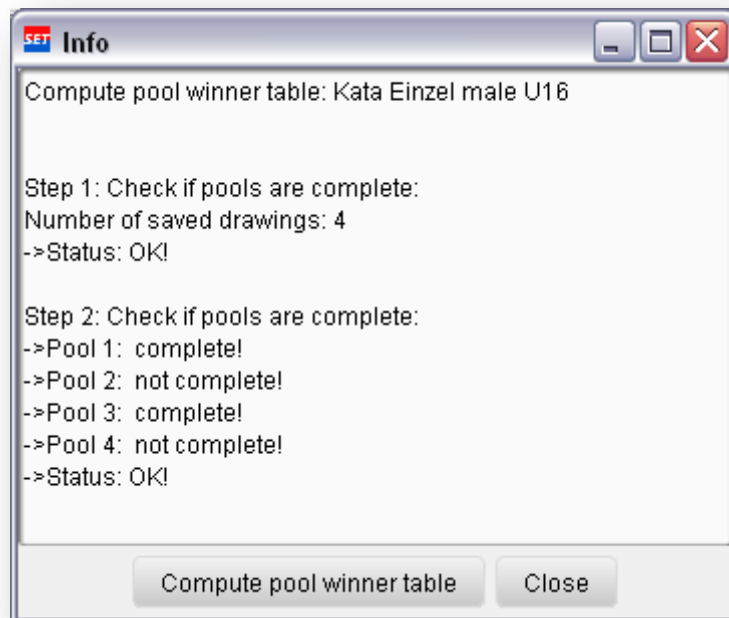 SET Info
Compute pool winner table: Kata Einzel male U16
Step 1: Check if pools are complete:
Number of saved drawings: 4
->Status: OK!
Step 2: Check if pools are complete:
->Pool 1:  complete!
->Pool 2:  not complete!
->Pool 3:  complete!
->Pool 4:  not complete!
->Status: OK!
Compute pool winner table Close